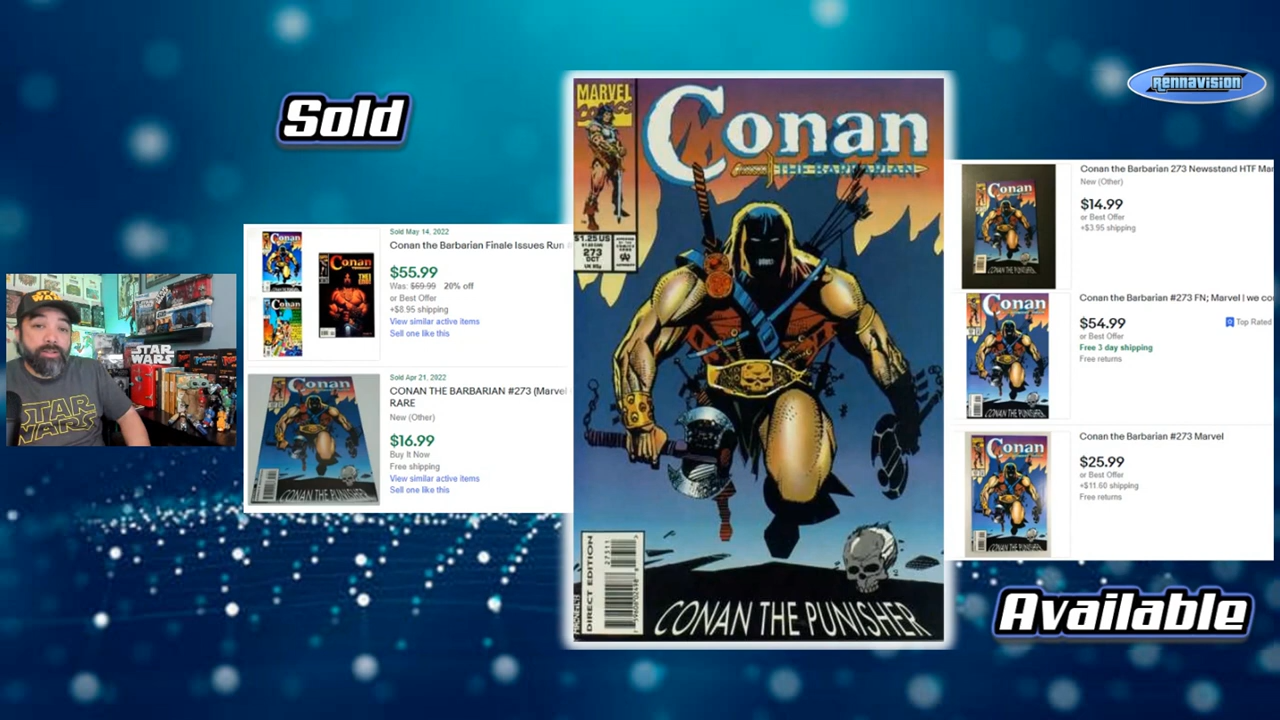 Sold
RENNAVISION
Sold May 14, 2022
Conan the Barbarian Finale Issues Run
$55.99
Was: $69.99 20% off
or Best Offer
+$8.95 shipping
View similar active items
Sell one like this
Sold Apr 21, 2022
CONAN THE BARBARIAN #273 (Marvel
RARE
New (Other)
$16.99
Buy It Now
Free shipping
View similar active items
Sell one like this
STAR
WARS
STAR
WARS
MARVEL
COMICS
Conan
THE BARBARIAN
$1.25 US
273
OCT
DIRECT EDITION
CONAN THE PUNISHER
Conan the Barbarian 273 Newsstand HTF Mar
New (Other)
$14.99
or Best Offer
+$3.95 shipping
Conan the Barbarian #273 FN; Marvel | we co
$54.99
Top Rated
or Best Offer
Free 3 day shipping
Free returns
Conan the Barbarian #273 Marvel
$25.99
or Best Offer
+$11.60 shipping
Free returns
Available